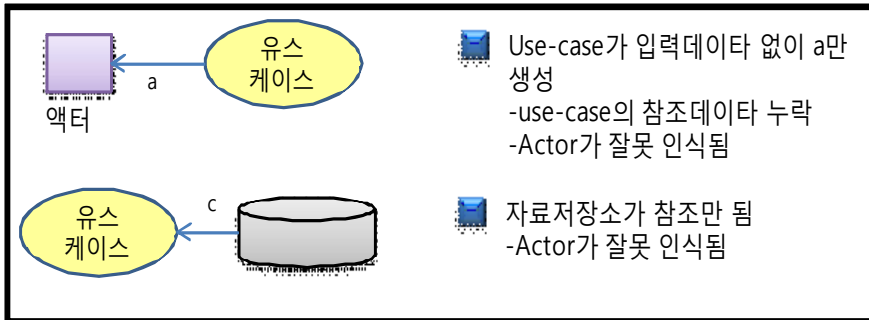 유스
케이스
a
액터
Use-case가 입력데이타 없이 a만
생성
-use-case의 참조데이타 누락
-Actor가 잘못 인식됨
유스
케이스
c
자료저장소가 참조만 됨
-Actor가 잘못 인식됨